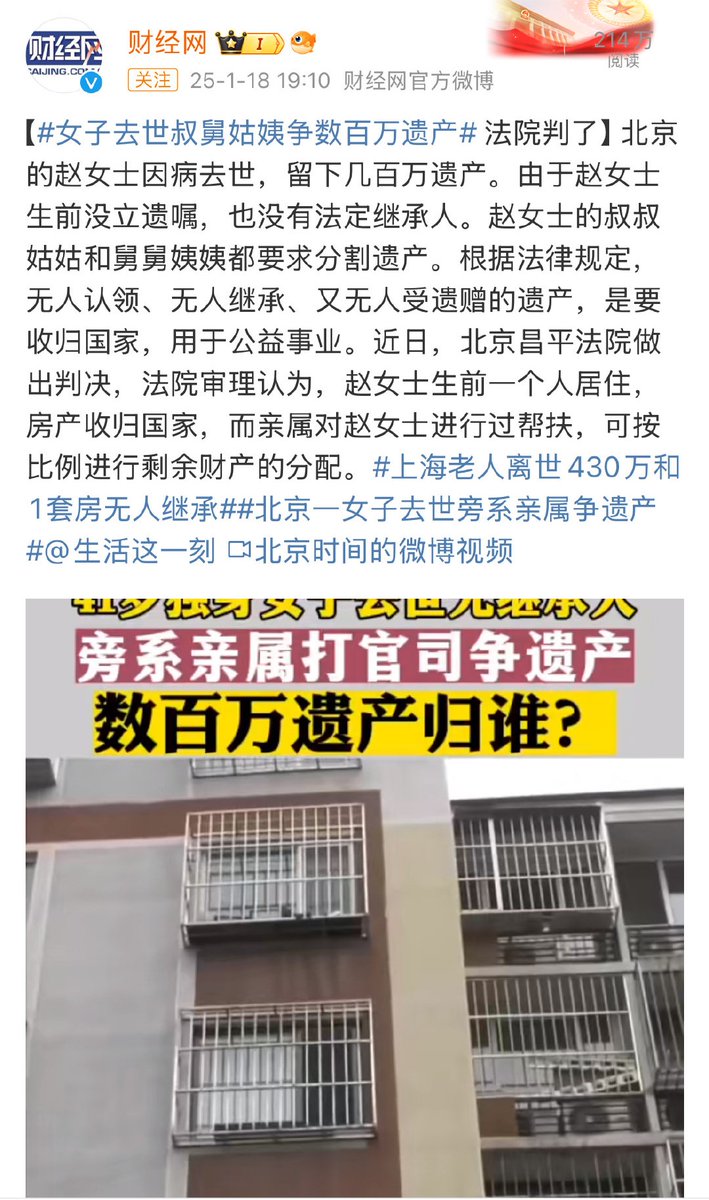 财经网
CAIJING.COM
财经网 I
214万
阅读
关注 25-1-18 19:10 财经网官方微博
【#女子去世叔舅姑姨争数百万遗产# 法院判了】北京
的赵女士因病去世，留下几百万遗产。由于赵女士
生前没立遗嘱，也没有法定继承人。赵女士的叔叔
姑姑和舅舅姨姨都要求分割遗产。根据法律规定，
无人认领、无人继承、又无人受遗赠的遗产，是要
收归国家，用于公益事业。近日，北京昌平法院做
出判决，法院审理认为，赵女士生前一个人居住，
房产收归国家，而亲属对赵女士进行过帮扶，可按
比例进行剩余财产的分配。#上海老人离世430万和
1套房无人继承##北京一女子去世旁系亲属争遗产
#@生活这一刻 北京时间的微博视频
41岁独身女子去世无继承人
旁系亲属打官司争遗产
数百万遗产归谁？